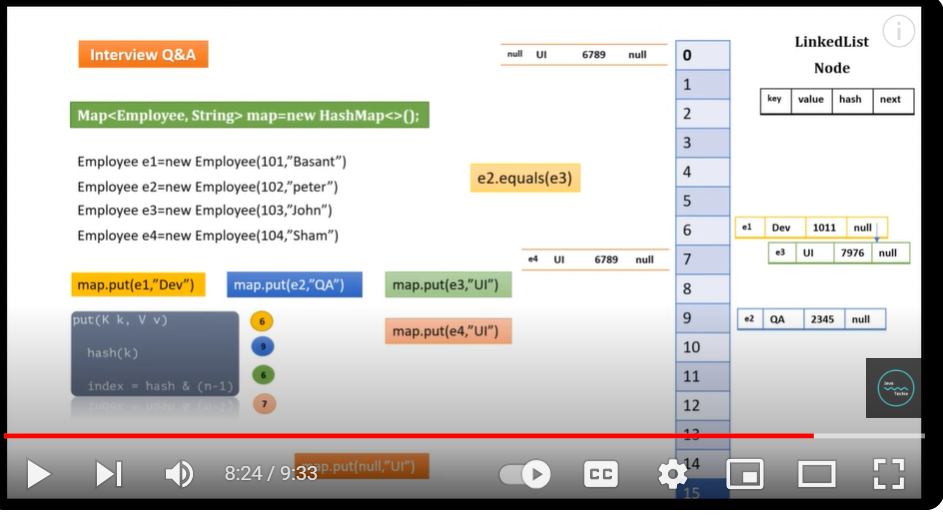 Interview Q&A
null UI 6789 null
LinkedList
Node
key value hash next
Map<Employee, String> map=new HashMap<>();
Employee e1=new Employee(101,”Basant”)
Employee e2=new Employee(102,”peter”)
Employee e3=new Employee(103,”John”)
Employee e4=new Employee(104,”Sham”)
e2.equals(e3)
0
1
2
3
4
5
6
7
8
9
10
11
12
13
14
15
e1 Dev 1011 null
e3 UI 7976 null
e4 UI 6789 null
e2 QA 2345 null
map.put(e1,”Dev”) map.put(e2,”QA”) map.put(e3,”UI”)
map.put(e4,”UI”)
put(K k, V v)
hash(k)
index = hash & (n-1)
6
9
6
7
Java
Techie
map.put(null,”UI”)
8:24 / 9:33
CC